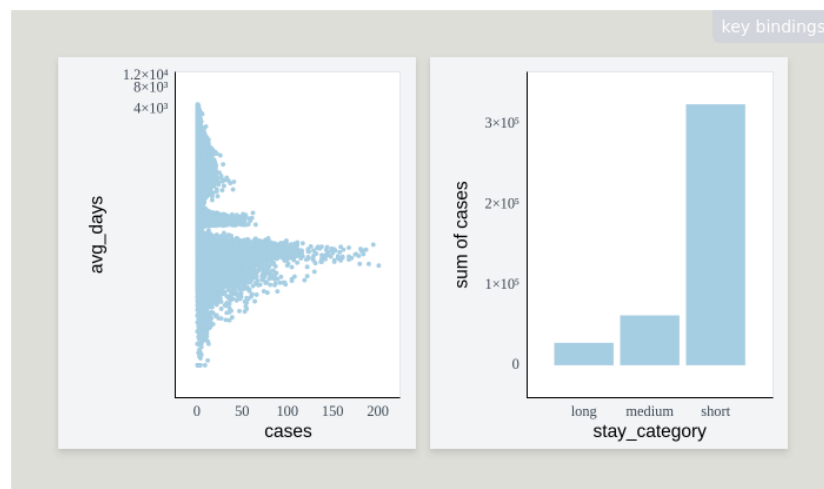 key bindings
1.2×10⁴
8×10³
4×10³
avg_days
0 50 100 150 200
cases
3×10⁵
2×10⁵
1×10⁵
0
sum of cases
long medium short
stay_category